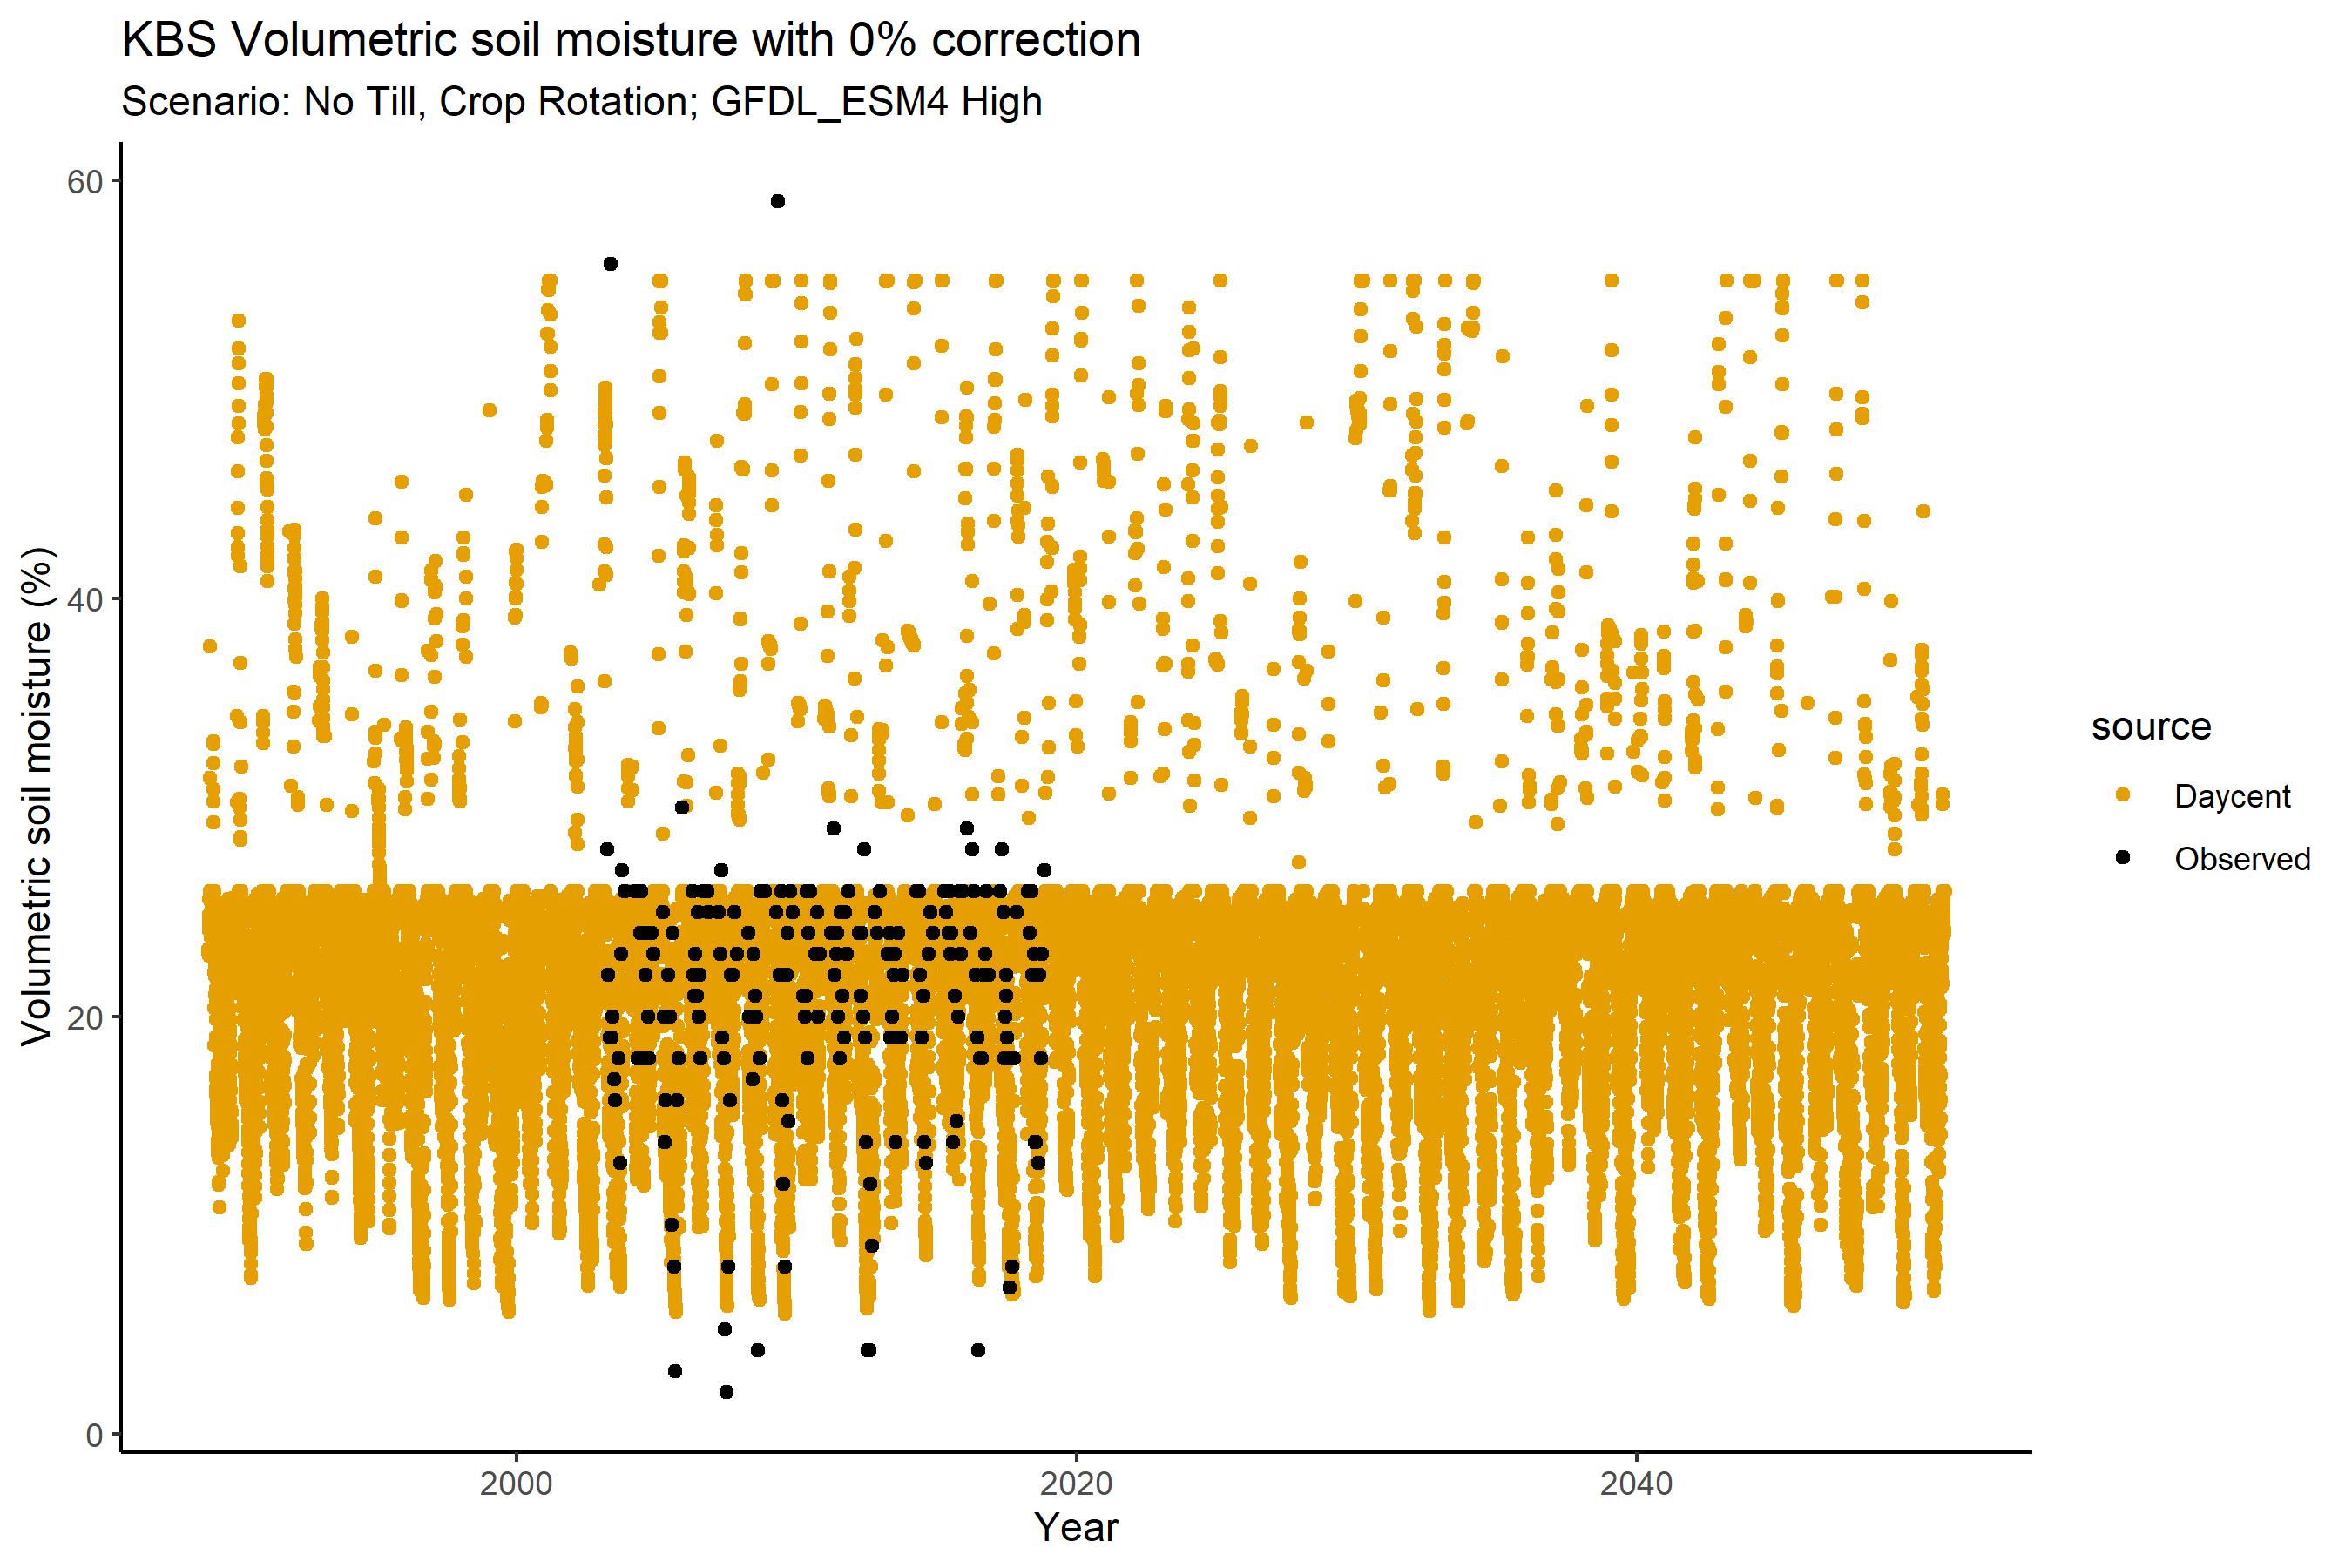 KBS Volumetric soil moisture with 0% correction
Scenario: No Till, Crop Rotation; GFDL_ESM4 High
60
40
20
0
Volumetric soil moisture (%)
2000
2020
2040
Year
source
Daycent
Observed